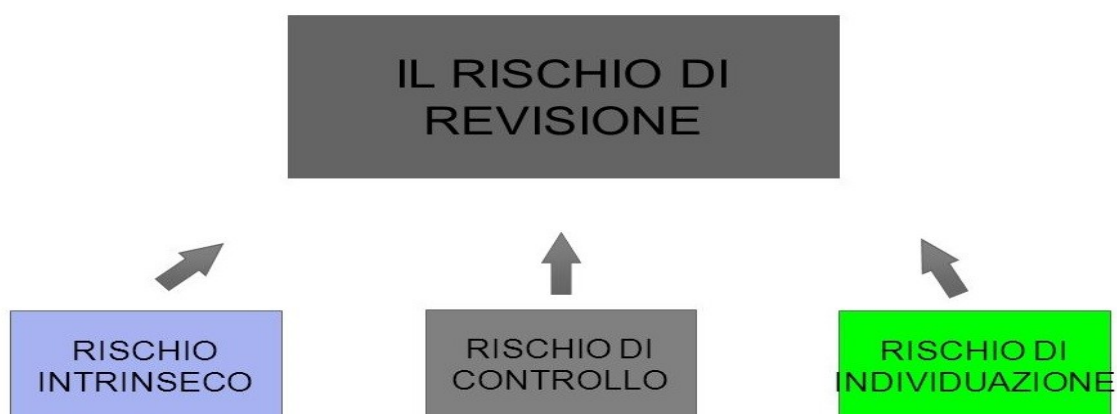 IL RISCHIO DI
REVISIONE
RISCHIO
INTRINSECO
RISCHIO DI
CONTROLLO
RISCHIO DI
INDIVIDUAZIONE